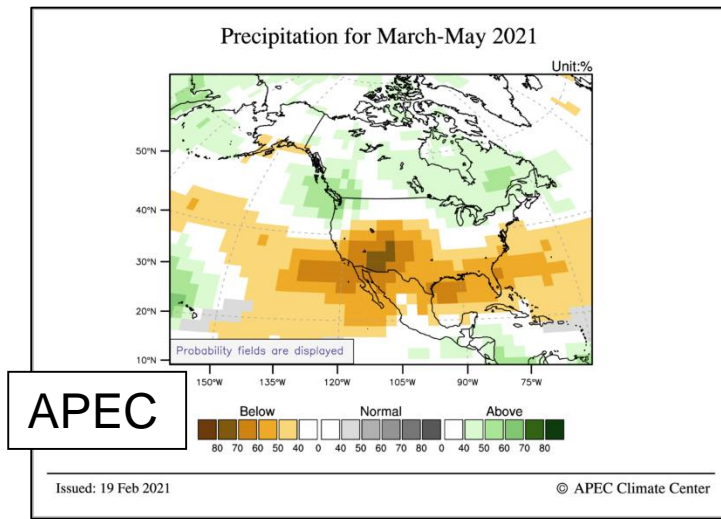 Precipitation for March-May 2021
Unit:%
50°N
40°N
30°N
20°N
10°N
Probability fields are displayed
150°W 135°W 120°W 105°W 90°W 75°W
APEC
Below Normal Above
80 70 60 50 40 0 40 50 60 70 80 0 40 50 60 70 80
Issued: 19 Feb 2021 © APEC Climate Center